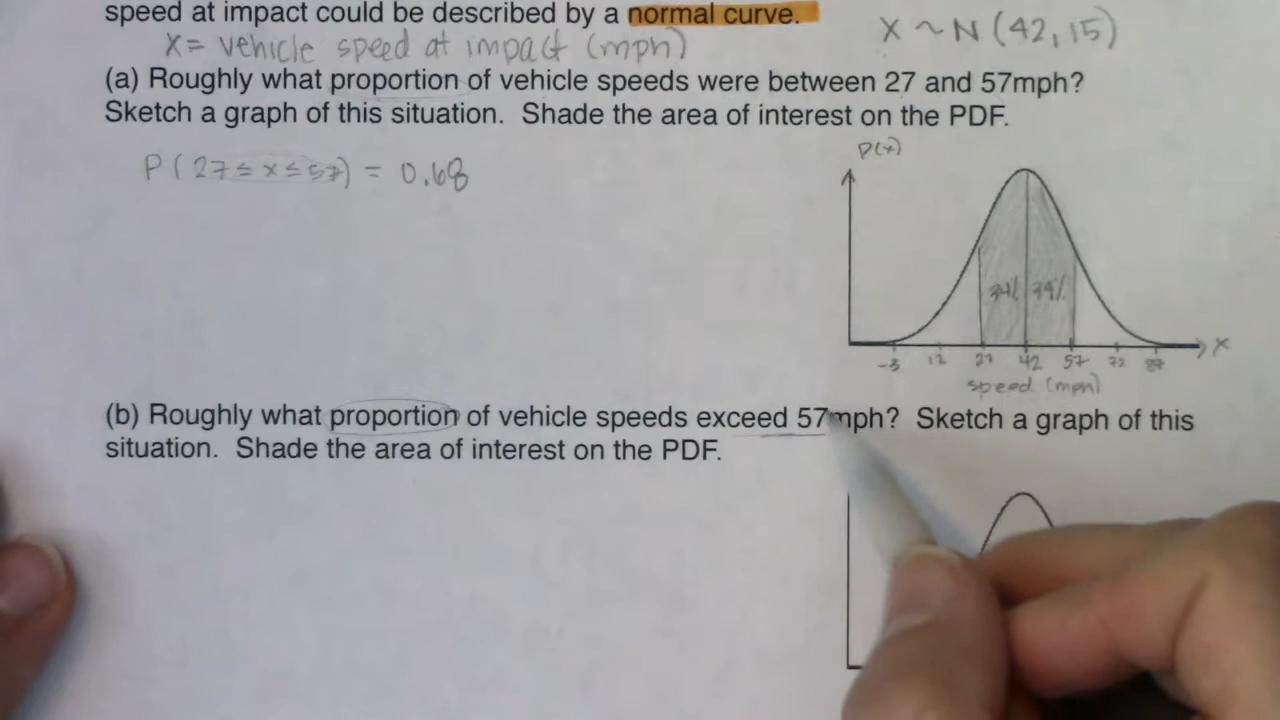 speed at impact could be described by a normal curve.
X ~ N (42, 15)
X = vehicle speed at impact (mph)
(a) Roughly what proportion of vehicle speeds were between 27 and 57mph?
Sketch a graph of this situation. Shade the area of interest on the PDF.
P(x)
P ( 27 ≤ x ≤ 57) = 0.68
34% 34%
X
-3 12 27 42 57 72 87
speed (mph)
(b) Roughly what proportion of vehicle speeds exceed 57mph? Sketch a graph of this
situation. Shade the area of interest on the PDF.